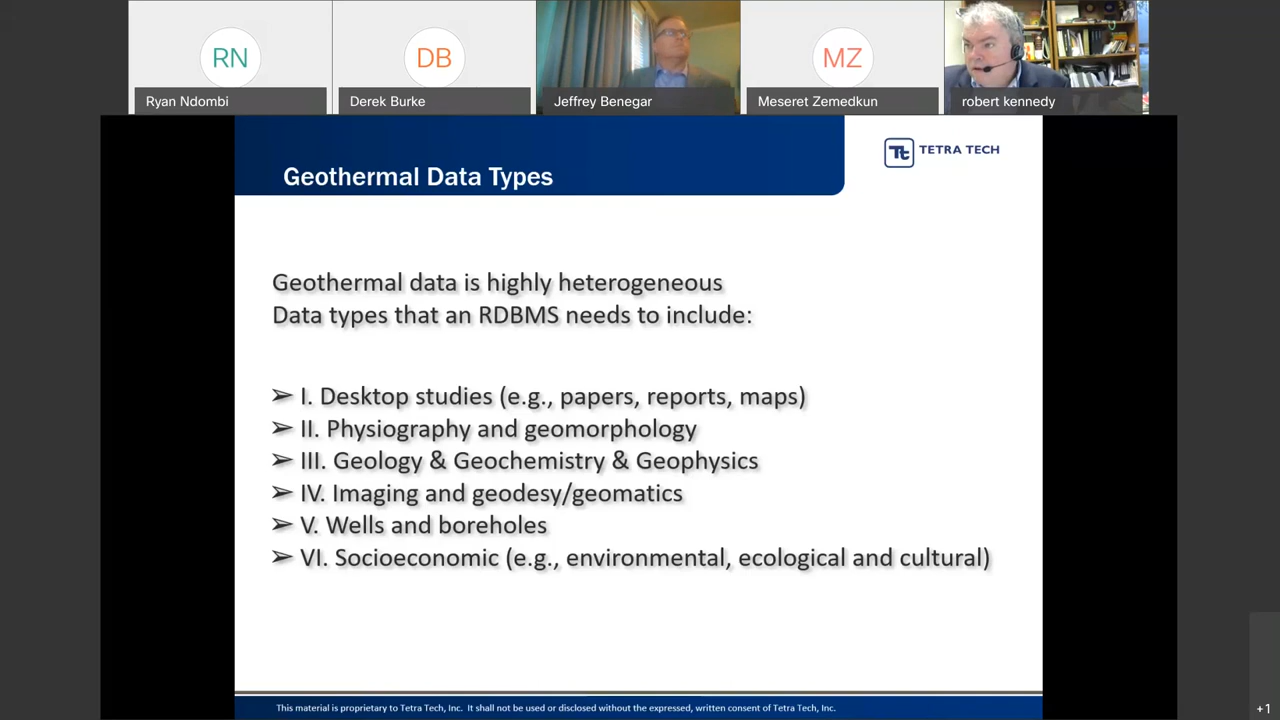 RN
DB
MZ
Ryan Ndombi
Derek Burke
Jeffrey Benegar
Meseret Zemedkun
robert kennedy
Geothermal Data Types
Tt TETRA TECH
Geothermal data is highly heterogeneous
Data types that an RDBMS needs to include:
➢ I. Desktop studies (e.g., papers, reports, maps)
➢ II. Physiography and geomorphology
➢ III. Geology & Geochemistry & Geophysics
➢ IV. Imaging and geodesy/geomatics
➢ V. Wells and boreholes
➢ VI. Socioeconomic (e.g., environmental, ecological and cultural)
This material is proprietary to Tetra Tech, Inc. It shall not be used or disclosed without the expressed, written consent of Tetra Tech, Inc.
+1